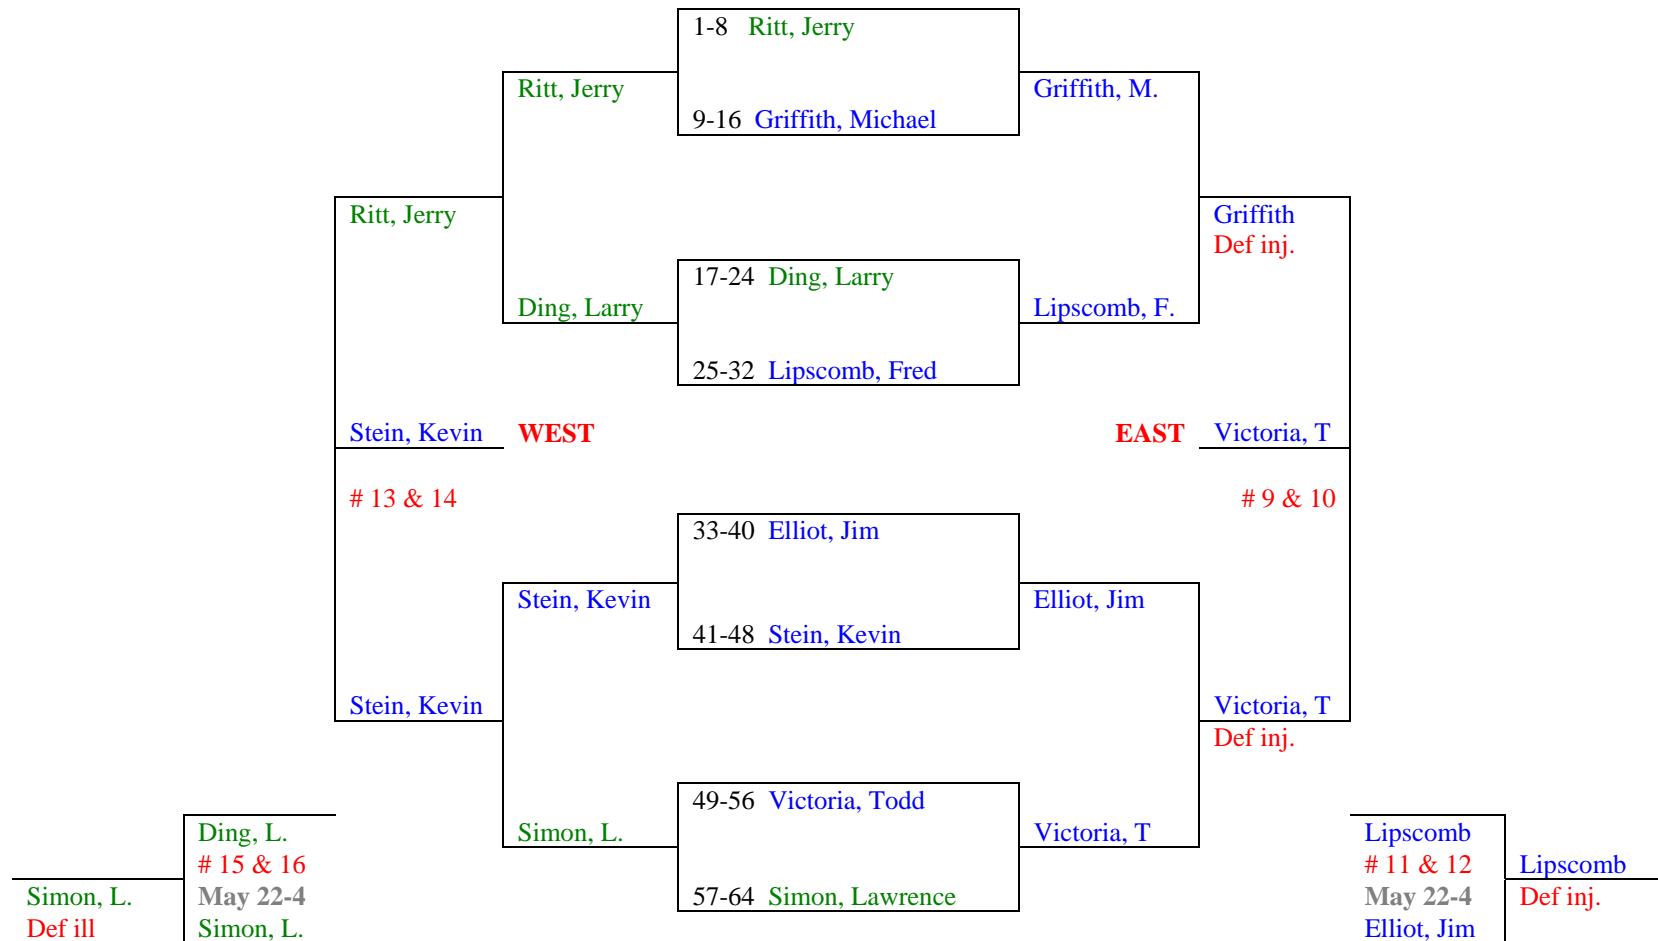 1-8 Ritt, Jerry
Ritt, Jerry
Griffith, M.
9-16 Griffith, Michael
Ritt, Jerry
Griffith
Def inj.
17-24 Ding, Larry
Ding, Larry
Lipscomb, F.
25-32 Lipscomb, Fred
Stein, Kevin
WEST
EAST
Victoria, T
# 13 & 14
# 9 & 10
33-40 Elliot, Jim
Stein, Kevin
Elliot, Jim
41-48 Stein, Kevin
Stein, Kevin
Victoria, T
Def inj.
49-56 Victoria, Todd
Simon, L.
Victoria, T
57-64 Simon, Lawrence
Ding, L.
# 15 & 16
May 22-4
Simon, L.
Simon, L.
Def ill
Lipscomb
# 11 & 12
May 22-4
Elliot, Jim
Lipscomb
Def inj.